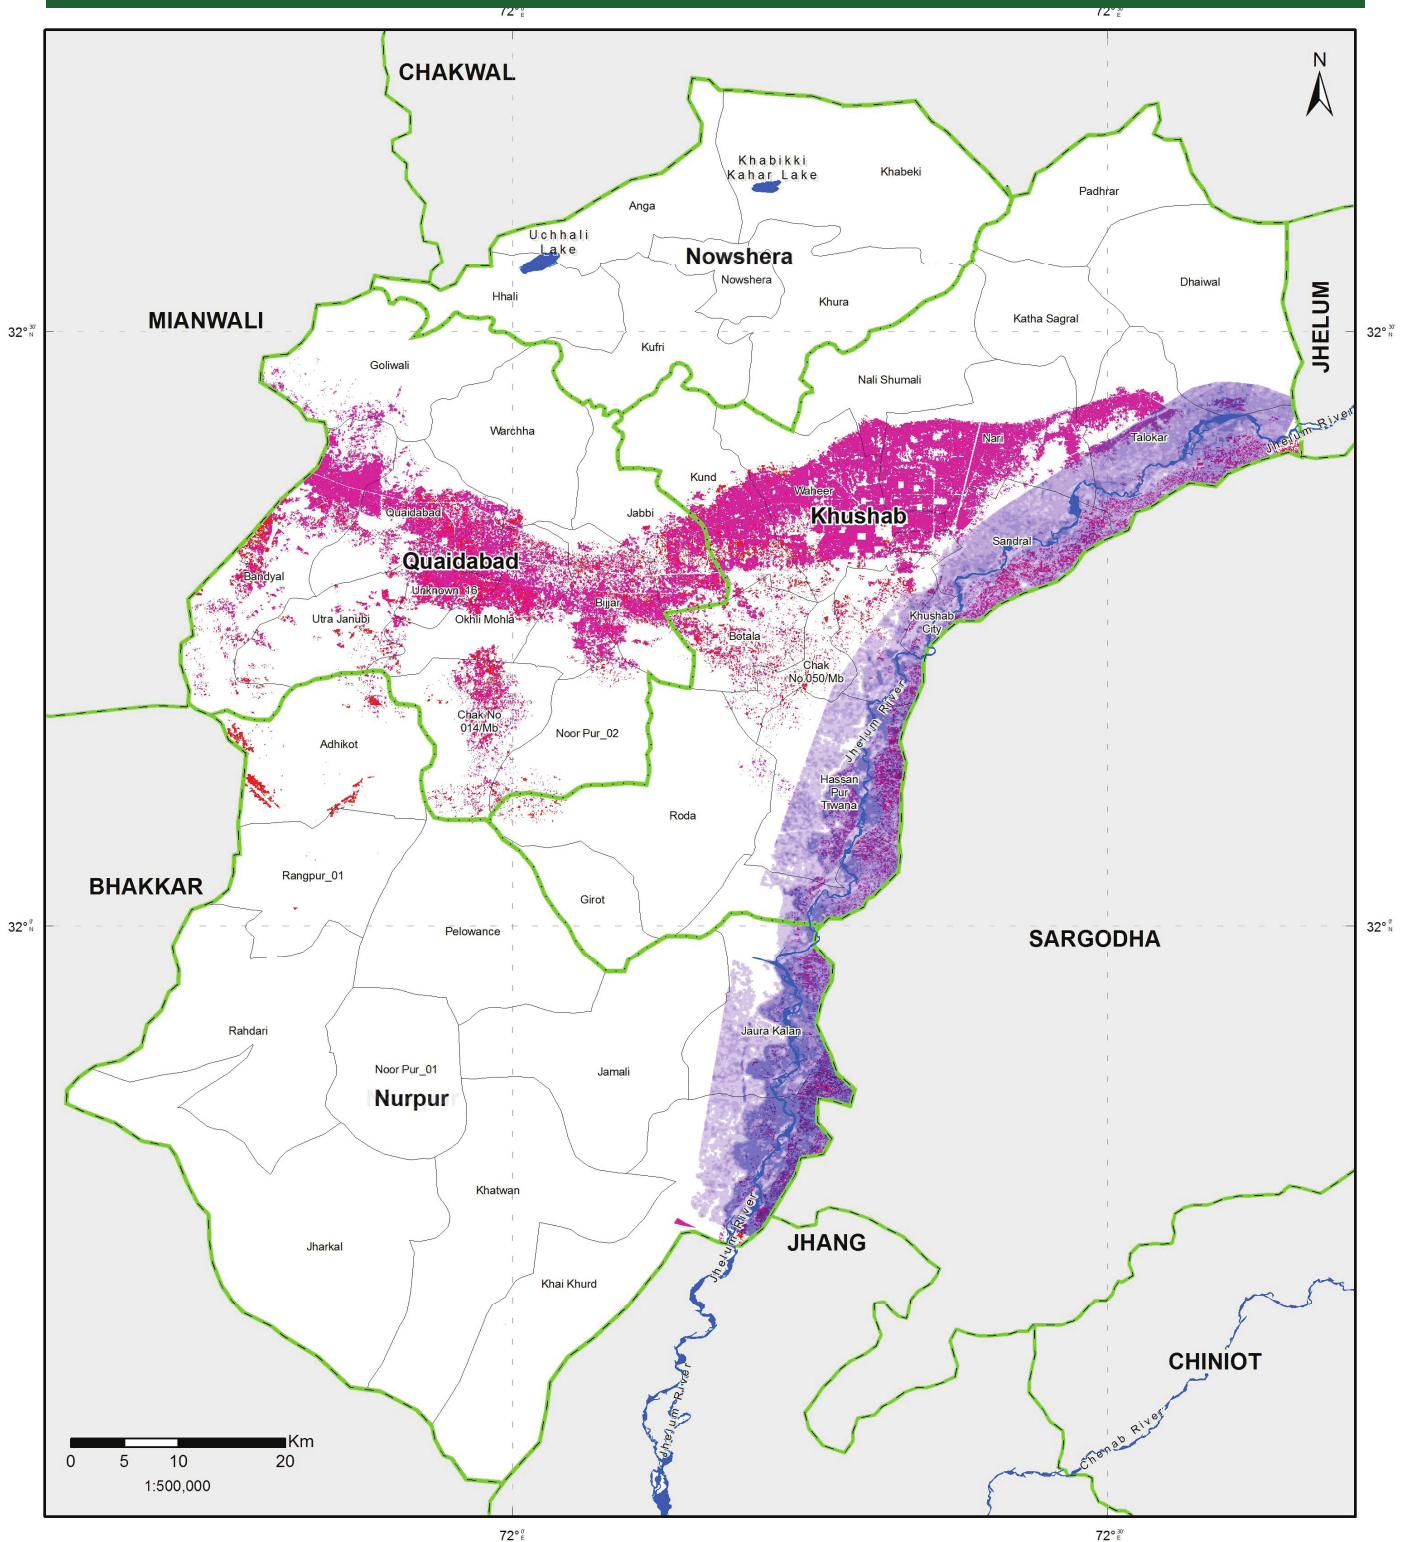 72° 0' E
72° 30' E
CHAKWAL
N
Khabikki
Kahar Lake
Khabeki
Padhrar
Anga
Uchhali
Lake
Nowshera
Nowshera
Dhaiwal
Hhali
Khura
Katha Sagral
MIANWALI
JHELUM
32° 30' N
32° 30' N
Kufri
Goliwali
Nali Shumali
Jhelum River
Warchha
Nari
Talokar
Kund
Waheer
Khushab
Quaidabad
Jabbi
Sandral
Quaidabad
Bandyal
Unknown_16
Bijjar
Utra Janubi
Okhli Mohla
Khushab
City
Botala
Chak
No.050/Mb
Jhelum River
Chak No
014/Mb
Noor Pur_02
Adhikot
Hassan
Pur
Tiwana
Roda
Rangpur_01
BHAKKAR
Girot
32° 0' N
32° 0' N
Pelowance
SARGODHA
Rahdari
Jaura Kalan
Noor Pur_01
Jamali
Nurpur
Khatwan
Jhelum River
JHANG
Jharkal
Khai Khurd
CHINIOT
Jhelum River
Chenab River
Km
0 5 10 20
1:500,000
72° 0' E
72° 30' E